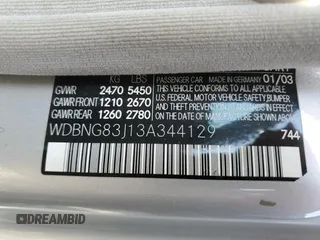 KG LBS
PASSENGER CAR
MADE IN GERMANY 01/03
GVWR 2470 5450
GAWR FRONT 1210 2670
GAWR REAR 1260 2780
THIS VEHICLE CONFORMS TO ALL APPLICABLE
U.S. FEDERAL MOTOR VEHICLE SAFETY
BUMPER AND THEFT PREVENTION STANDARDS
IN EFFECT ON THE DATE OF
MANUFACTURE SHOWN ABOVE
WDBNG83J13A344129
744
DREAMBID